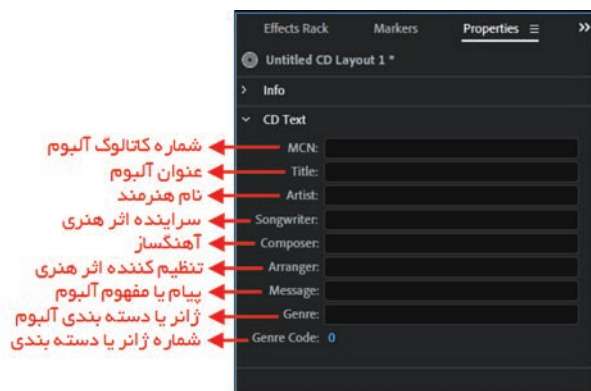 Effects Rack Markers Properties ≡ »
Untitled CD Layout 1 *
Info
CD Text
MCN: شماره کاتالوگ آلبوم
Title: عنوان آلبوم
Artist: نام هنرمند
Songwriter: سراینده اثر هنری
Composer: آهنگساز
Arranger: تنظیم کننده اثر هنری
Message: پیام یا مفهوم آلبوم
Genre: ژانر یا دسته بندی آلبوم
Genre Code: 0 شماره ژانر یا دسته بندی